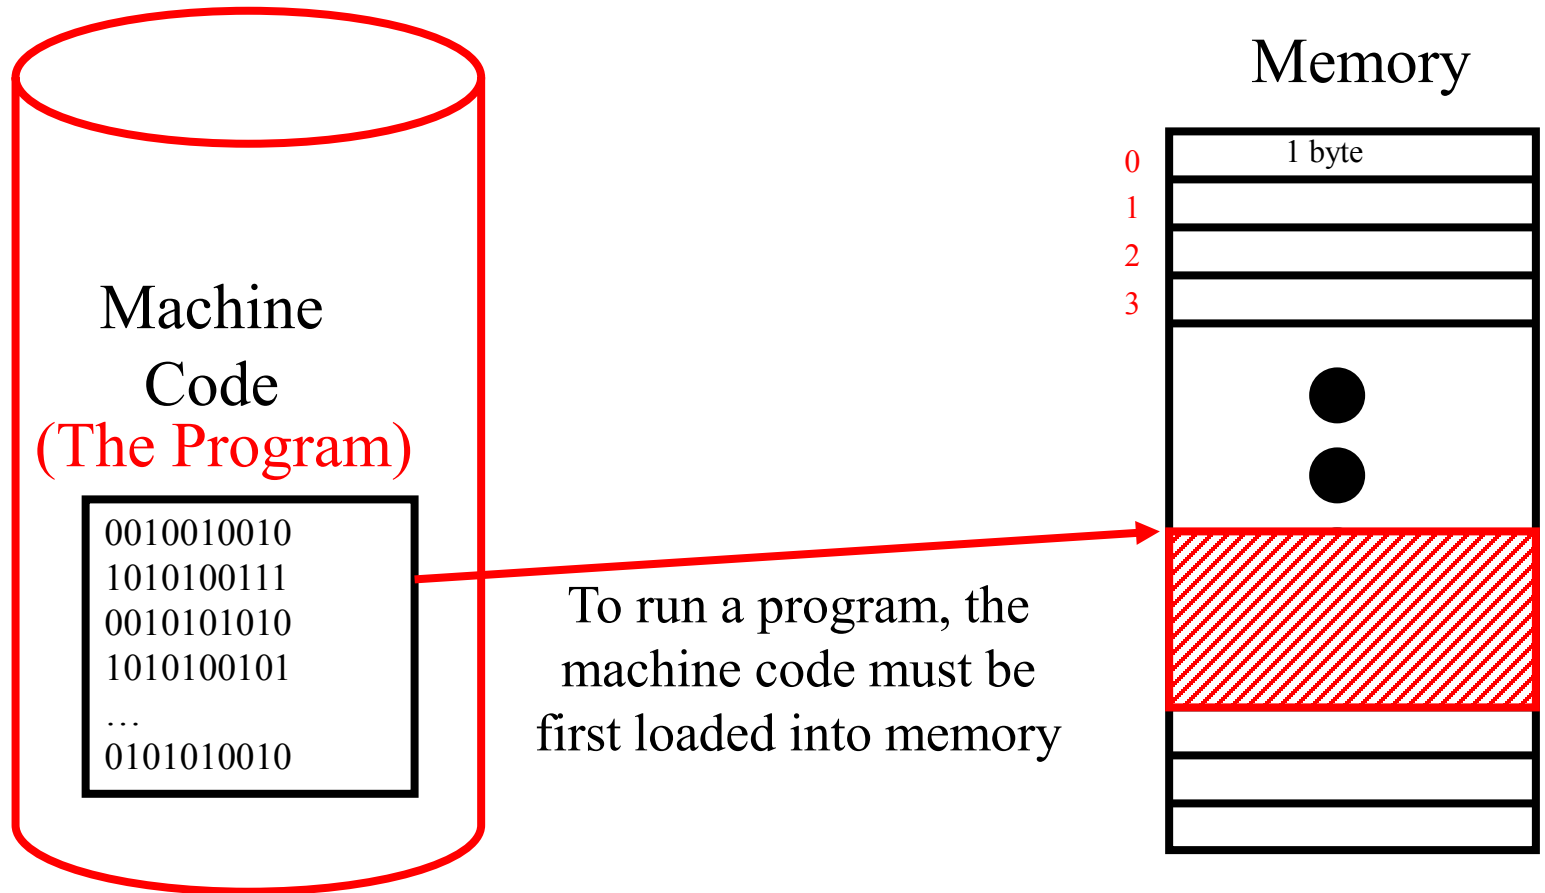 Machine
Code
(The Program)
0010010010
1010100111
0010101010
1010100101
…
0101010010
To run a program, the
machine code must be
first loaded into memory
Memory
0
1 byte
1
2
3